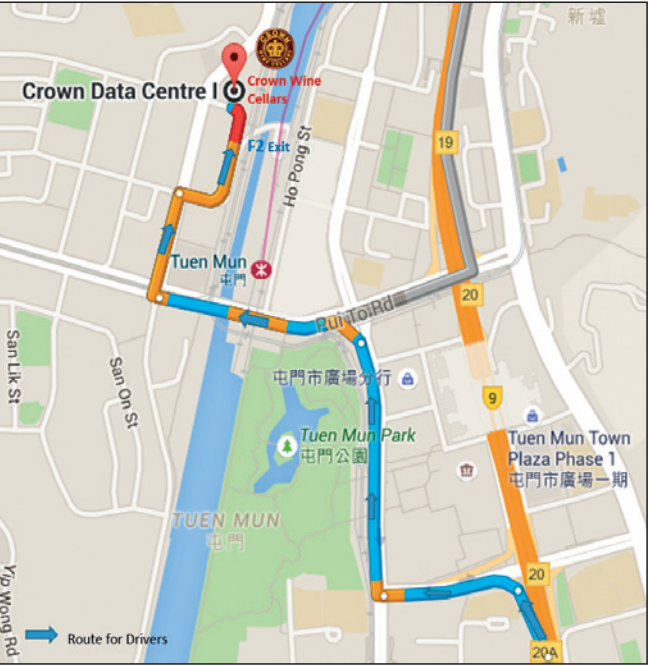 新墟
CROWN
WINE CELLARS
Crown Data Centre I
Crown Wine
Cellars
F2 Exit
Ho Pong St
19
Tuen Mun
屯門
20
Pui To Rd
San Lik St
San On St
屯門市廣場分行
9
Tuen Mun Park
屯門公園
Tuen Mun Town
Plaza Phase 1
屯門市廣場一期
TUEN MUN
屯門
20
Yip Wong Rd
Route for Drivers
20A